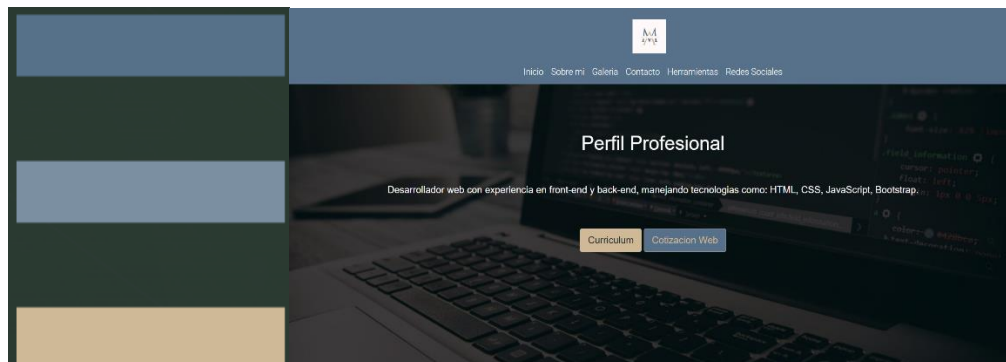 Inicio Sobre mi Galeria Contacto Herramientas Redes Sociales
Perfil Profesional
Desarrollador web con experiencia en front-end y back-end, manejando tecnologias como: HTML, CSS, JavaScript, Bootstrap.
Curriculum Cotizacion Web